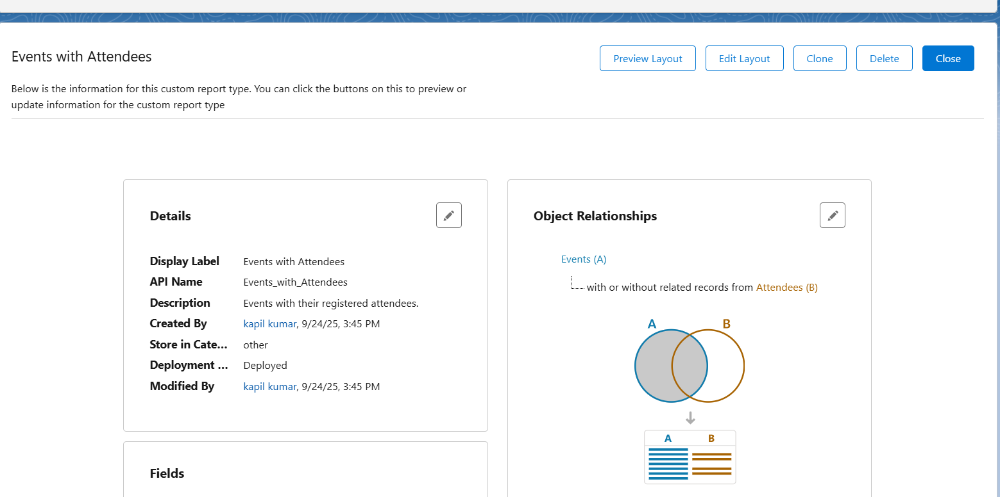 Events with Attendees
Preview Layout
Edit Layout
Clone
Delete
Close
Below is the information for this custom report type. You can click the buttons on this to preview or
update information for the custom report type
Details
Display Label Events with Attendees
API Name Events_with_Attendees
Description Events with their registered attendees.
Created By kapil kumar, 9/24/25, 3:45 PM
Store in Cate... other
Deployment ... Deployed
Modified By kapil kumar, 9/24/25, 3:45 PM
Fields
Object Relationships
Events (A)
with or without related records from Attendees (B)
A B
A B